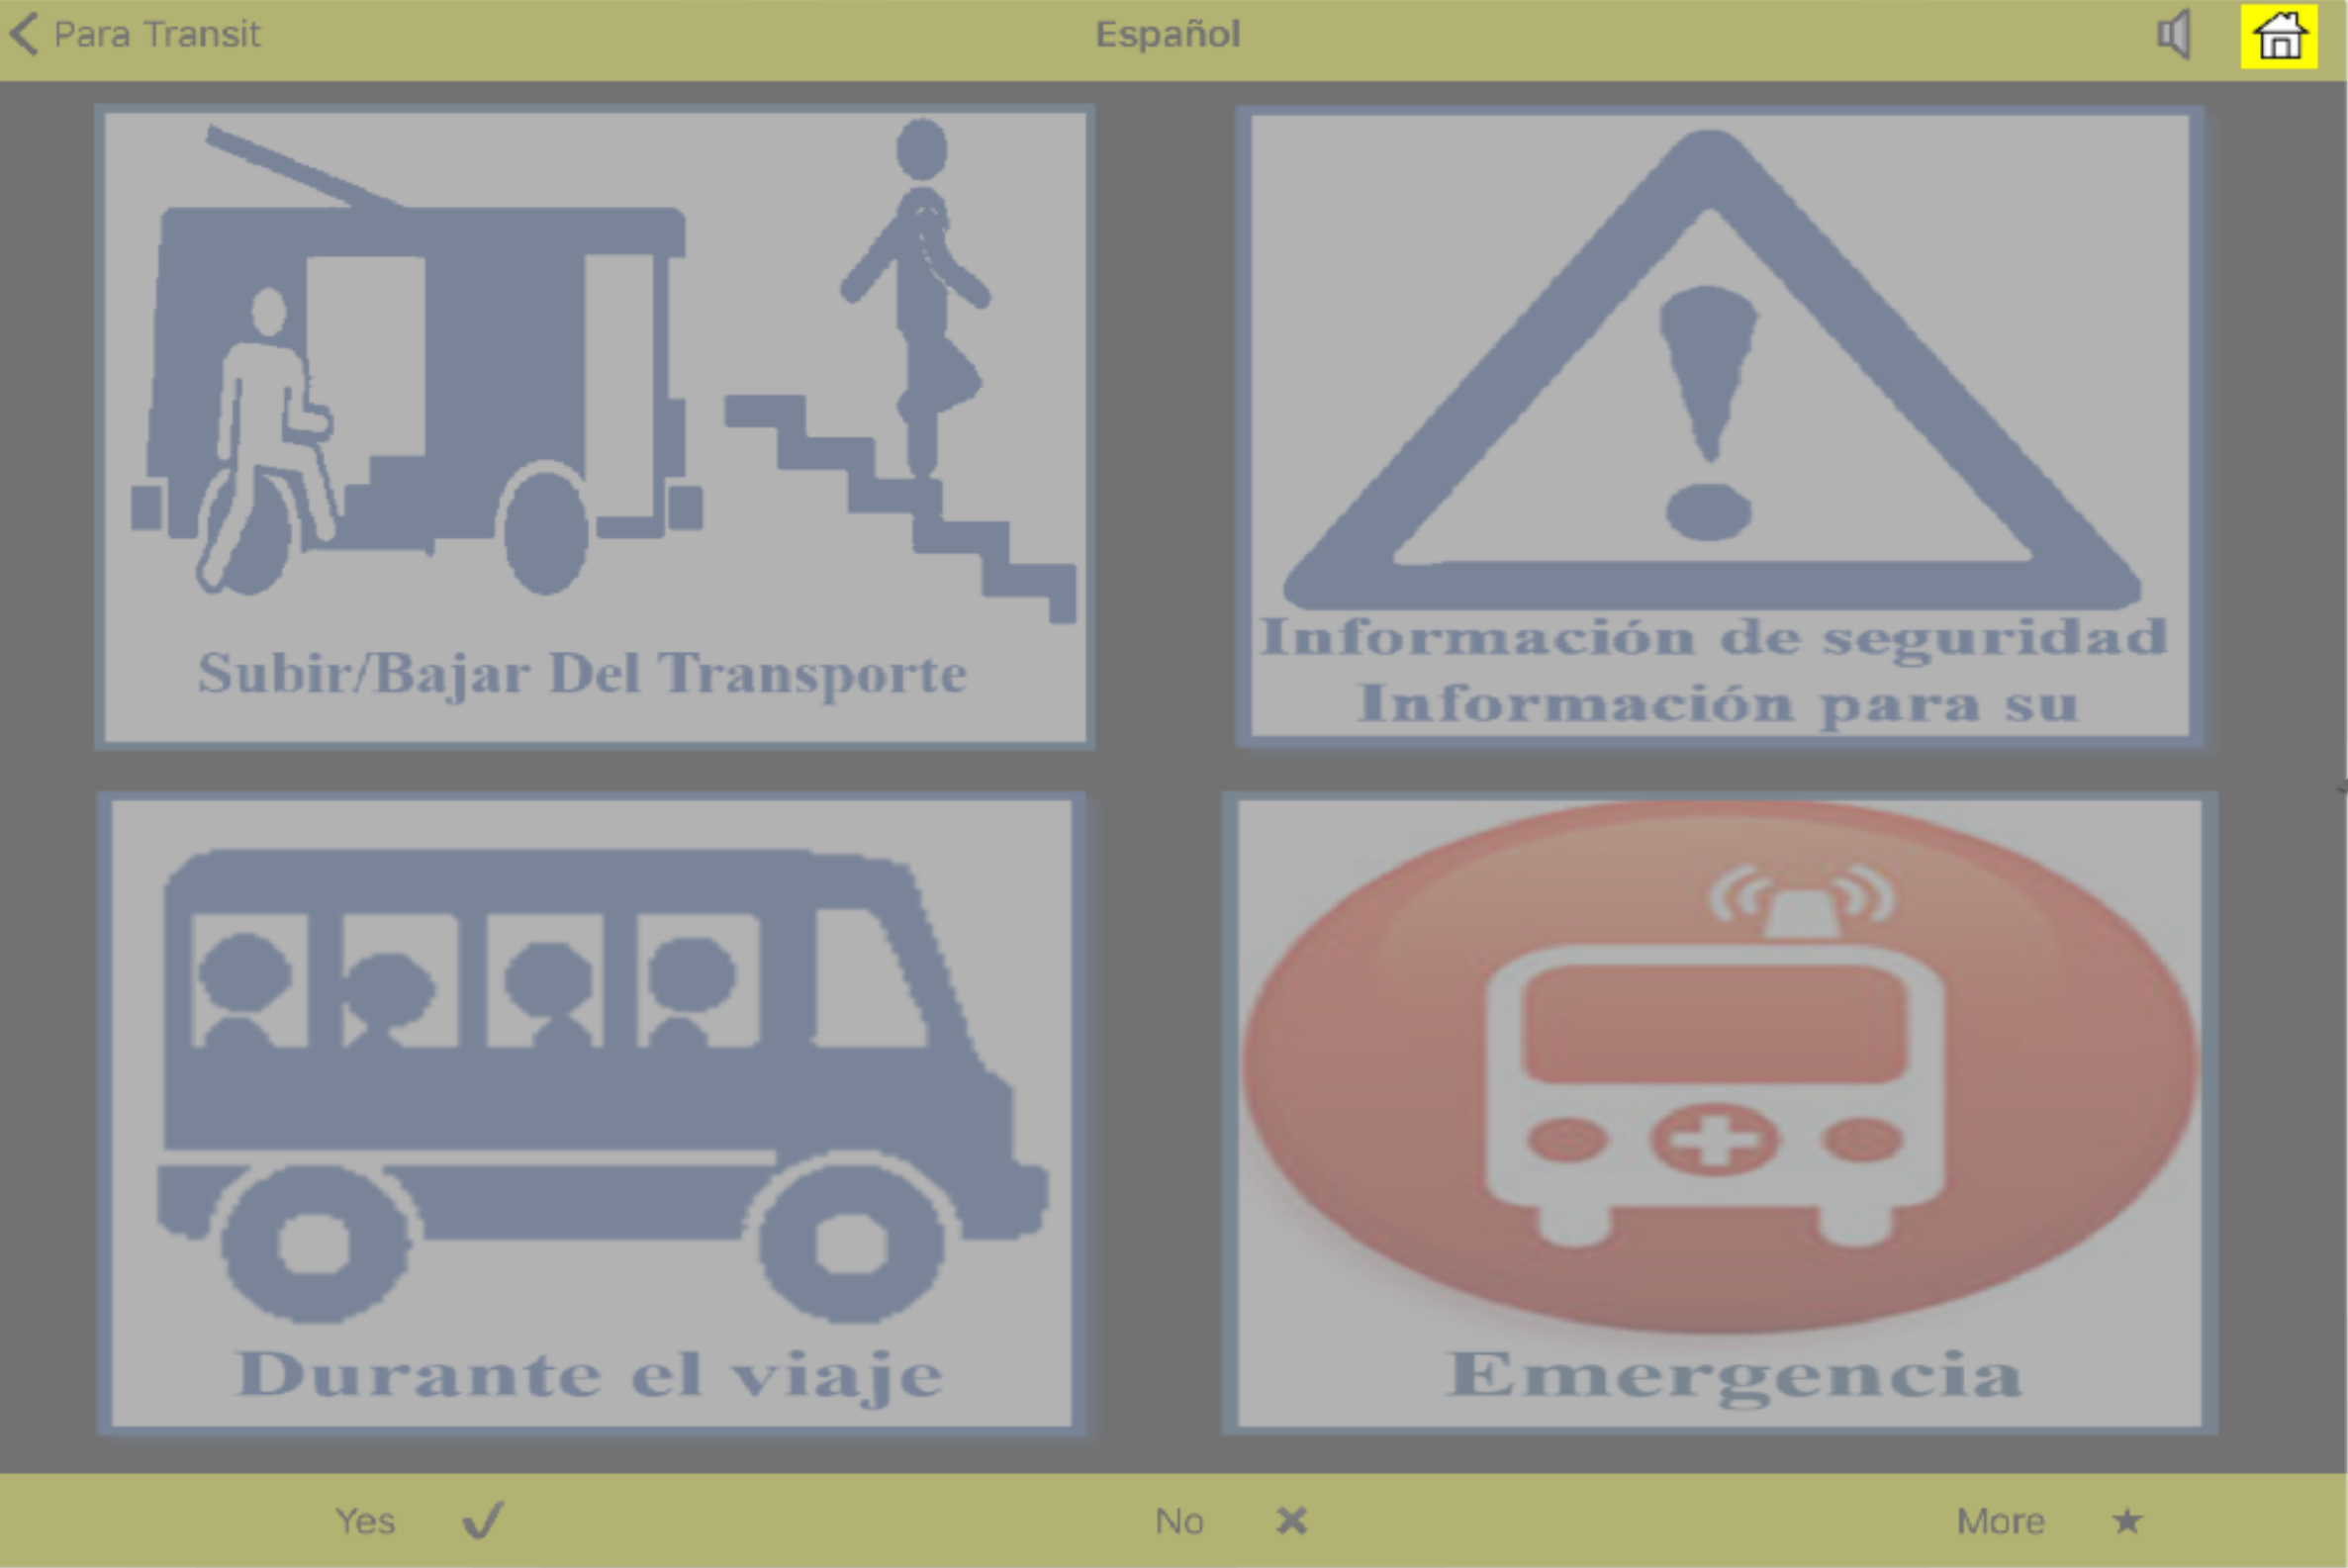 Para Transit
Español
Subir/Bajar Del Transporte
Información de seguridad
Información para su
Durante el viaje
Emergencia
Yes
No
More